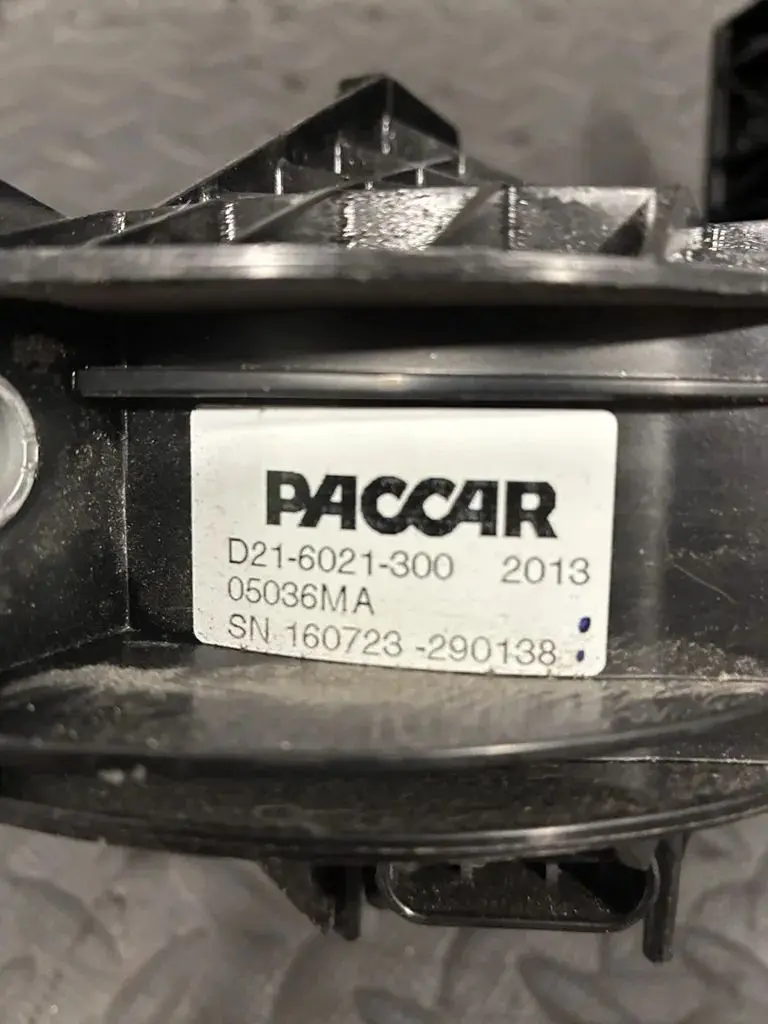 PACCAR
D21-6021-300 2013
05036MA
SN 160723 -290138